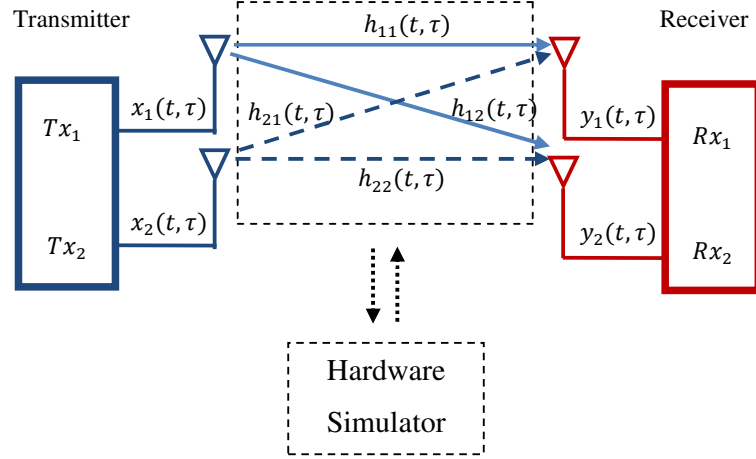 Transmitter
Receiver
h₁₁(t, τ)
x₁(t, τ)
Tx₁
h₂₁(t, τ)
h₁₂(t, τ)
y₁(t, τ)
Rx₁
h₂₂(t, τ)
x₂(t, τ)
Tx₂
y₂(t, τ)
Rx₂
Hardware
Simulator